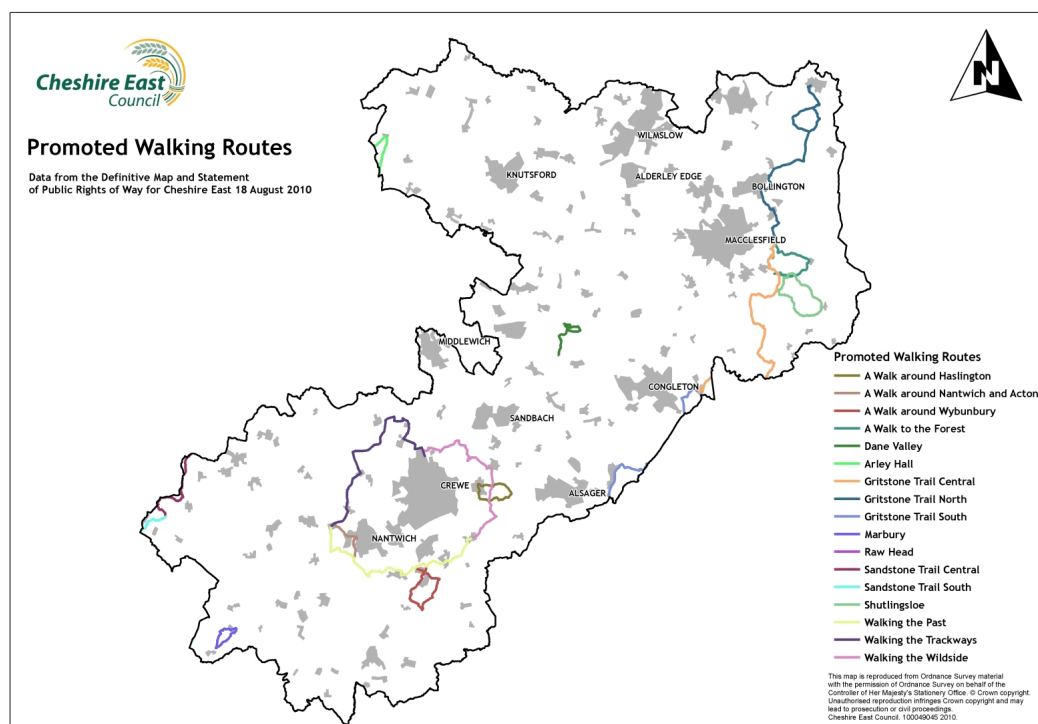 Cheshire East
Council
Promoted Walking Routes
Data from the Definitive Map and Statement
of Public Rights of Way for Cheshire East 18 August 2010
N
WILMSLOW
KNUTSFORD
ALDERLEY EDGE
BOLLINGTON
MACCLESFIELD
MIDDLEWICH
CONGLETON
SANDBACH
CREWE
ALSAGER
NANTWICH
Promoted Walking Routes
A Walk around Haslington
A Walk around Nantwich and Acton
A Walk around Wybunbury
A Walk to the Forest
Dane Valley
Arley Hall
Gritstone Trail Central
Gritstone Trail North
Gritstone Trail South
Marbury
Raw Head
Sandstone Trail Central
Sandstone Trail South
Shutlingsloe
Walking the Past
Walking the Trackways
Walking the Wildside
This map is reproduced from Ordnance Survey material
with the permission of Ordnance Survey on behalf of the
Controller of Her Majesty's Stationery Office. © Crown copyright.
Unauthorised reproduction infringes Crown copyright and may
lead to prosecution or civil proceedings.
Cheshire East Council. 100049045 2010.